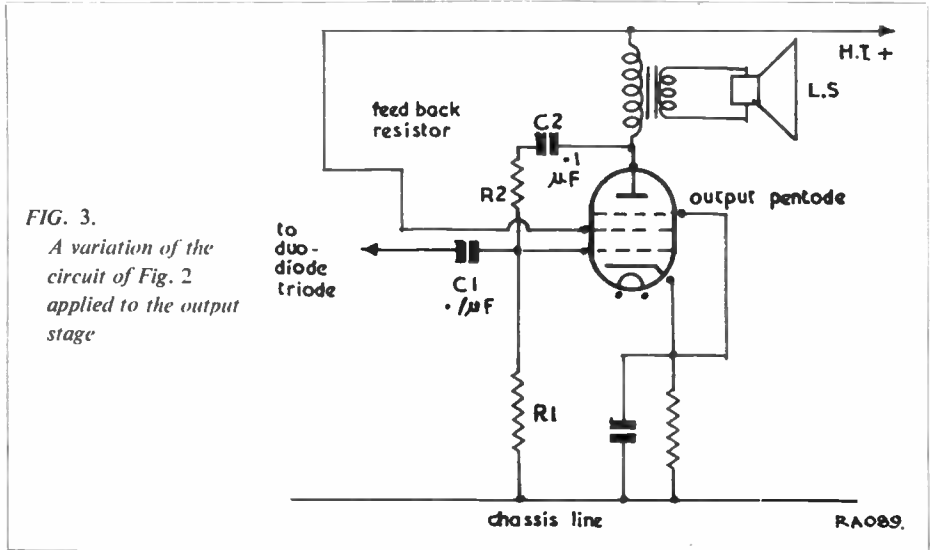 FIG. 3.
A variation of the
circuit of Fig. 2
applied to the output
stage
H.T. +
L.S
feed back
resistor
C2
.1
µF
R2
output pentode
to
duo-
diode
triode
C1
.1µF
R1
chassis line
RA089.